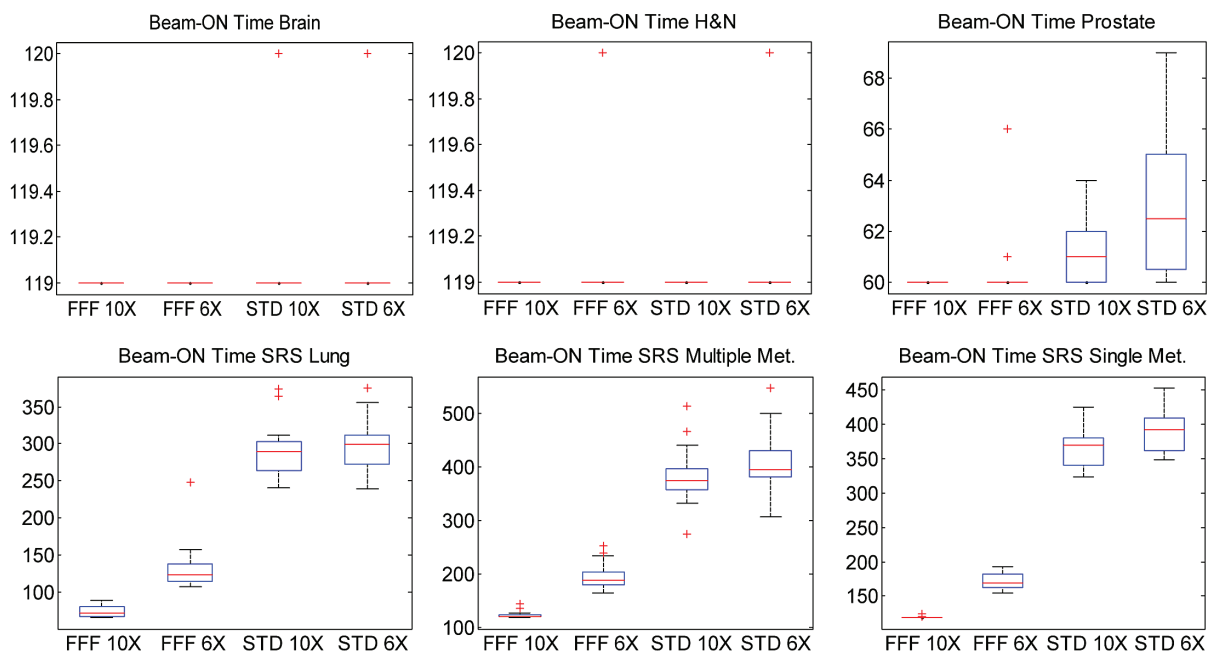 Beam-ON Time Brain
120
119.8
119.6
119.4
119.2
119
FFF 10X FFF 6X STD 10X STD 6X
Beam-ON Time H&N
120
119.8
119.6
119.4
119.2
119
FFF 10X FFF 6X STD 10X STD 6X
Beam-ON Time Prostate
68
66
64
62
60
FFF 10X FFF 6X STD 10X STD 6X
Beam-ON Time SRS Lung
350
300
250
200
150
100
FFF 10X FFF 6X STD 10X STD 6X
Beam-ON Time SRS Multiple Met.
500
400
300
200
100
FFF 10X FFF 6X STD 10X STD 6X
Beam-ON Time SRS Single Met.
450
400
350
300
250
200
150
FFF 10X FFF 6X STD 10X STD 6X